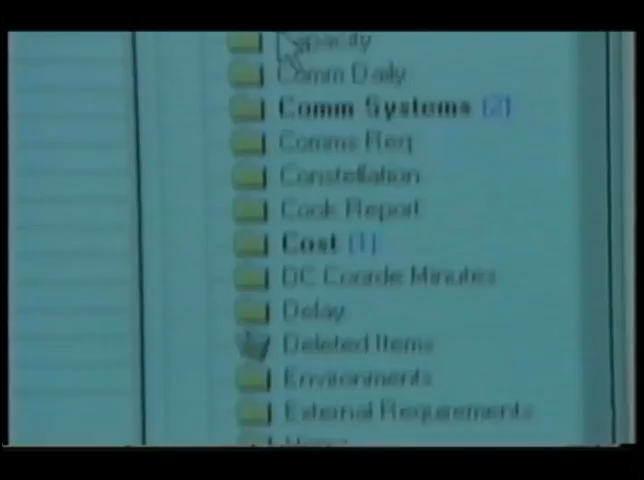 Capacity
Comm Daily
Comm Systems (2)
Comms Req
Constellation
Cook Report
Cost (1)
DC Coorde Minutes
Delay
Deleted Items
Environments
External Requirements